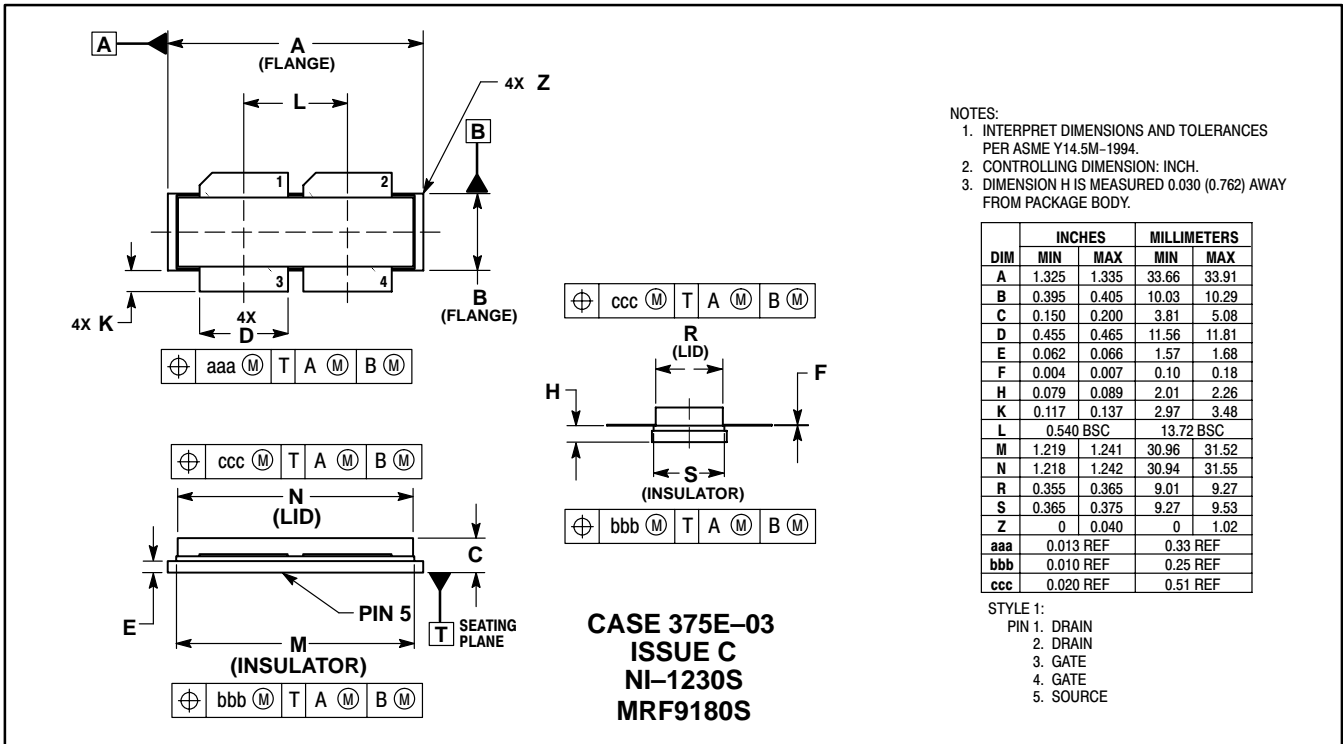 A
A
(FLANGE)
4X Z
L
B
1
2
3
4
B
(FLANGE)
4X K
4X
D
aaa Ⓜ T A Ⓜ B Ⓜ
ccc Ⓜ T A Ⓜ B Ⓜ
R
(LID)
H
F
S
(INSULATOR)
bbb Ⓜ T A Ⓜ B Ⓜ
ccc Ⓜ T A Ⓜ B Ⓜ
N
(LID)
C
E
PIN 5
T SEATING
PLANE
M
(INSULATOR)
bbb Ⓜ T A Ⓜ B Ⓜ
CASE 375E–03
ISSUE C
NI–1230S
MRF9180S
NOTES:
1. INTERPRET DIMENSIONS AND TOLERANCES
PER ASME Y14.5M–1994.
2. CONTROLLING DIMENSION: INCH.
3. DIMENSION H IS MEASURED 0.030 (0.762) AWAY
FROM PACKAGE BODY.
INCHES MILLIMETERS
DIM MIN MAX MIN MAX
A 1.325 1.335 33.66 33.91
B 0.395 0.405 10.03 10.29
C 0.150 0.200 3.81 5.08
D 0.455 0.465 11.56 11.81
E 0.062 0.066 1.57 1.68
F 0.004 0.007 0.10 0.18
H 0.079 0.089 2.01 2.26
K 0.117 0.137 2.97 3.48
L 0.540 BSC 13.72 BSC
M 1.219 1.241 30.96 31.52
N 1.218 1.242 30.94 31.55
R 0.355 0.365 9.01 9.27
S 0.365 0.375 9.27 9.53
Z 0 0.040 0 1.02
aaa 0.013 REF 0.33 REF
bbb 0.010 REF 0.25 REF
ccc 0.020 REF 0.51 REF
STYLE 1:
PIN 1. DRAIN
2. DRAIN
3. GATE
4. GATE
5. SOURCE